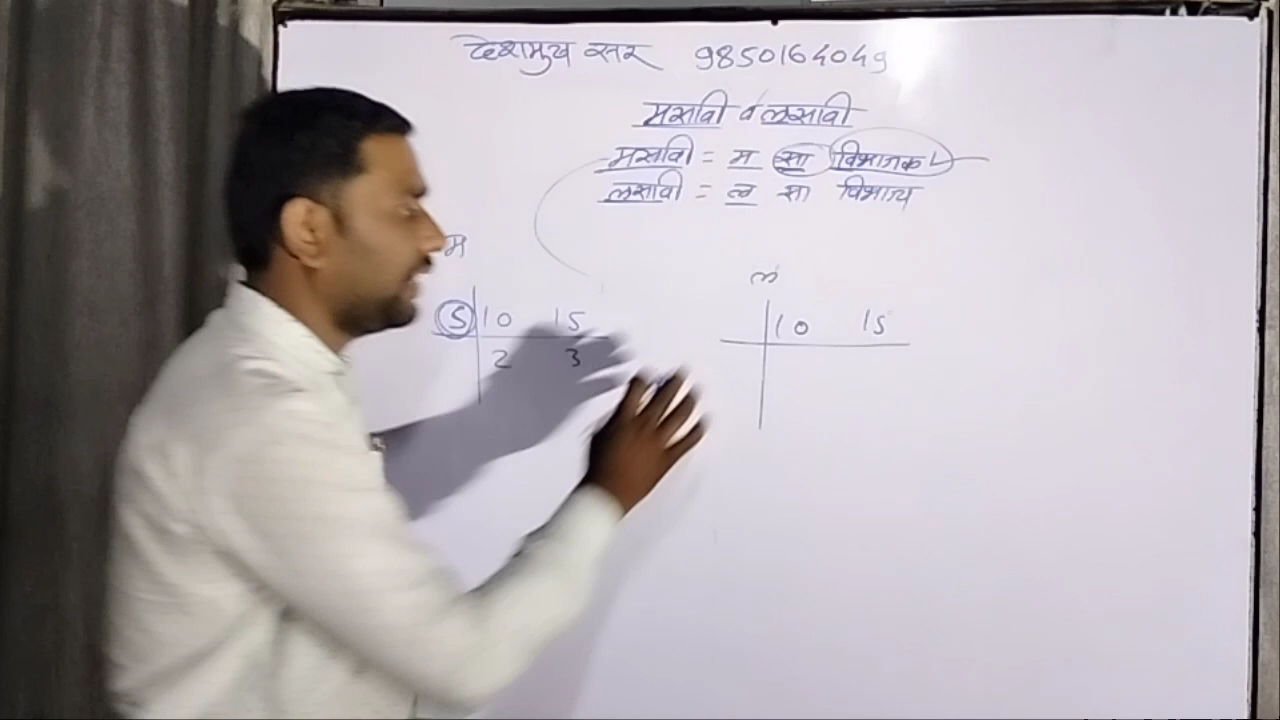 देशमुख सर 9850164049
मसावी व लसावी
मसावी = म सा विभाजक
लसावी = ल सा विभाज्य
म
ल
5 10 15
10 15
2 3